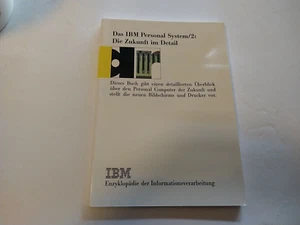 Das IBM Personal System/2:
Die Zukunft im Detail
Dieses Buch gibt einen detaillierten Überblick
über den Personal Computer der Zukunft und
stellt die neuen Bildschirme und Drucker vor.
IBM
Enzyklopädie der Informationsverarbeitung